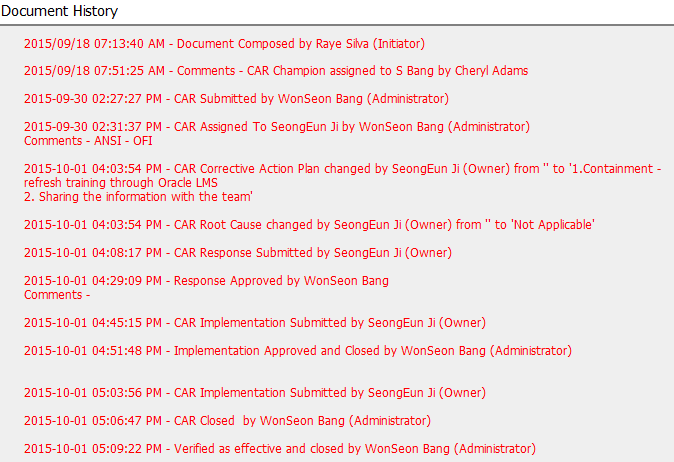 Document History
2015/09/18 07:13:40 AM - Document Composed by Raye Silva (Initiator)
2015/09/18 07:51:25 AM - Comments - CAR Champion assigned to S Bang by Cheryl Adams
2015-09-30 02:27:27 PM - CAR Submitted by WonSeon Bang (Administrator)
2015-09-30 02:31:37 PM - CAR Assigned To SeongEun Ji by WonSeon Bang (Administrator)
Comments - ANSI - OFI
2015-10-01 04:03:54 PM - CAR Corrective Action Plan changed by SeongEun Ji (Owner) from '' to '1.Containment -
refresh training through Oracle LMS
2. Sharing the information with the team'
2015-10-01 04:03:54 PM - CAR Root Cause changed by SeongEun Ji (Owner) from '' to 'Not Applicable'
2015-10-01 04:08:17 PM - CAR Response Submitted by SeongEun Ji (Owner)
2015-10-01 04:29:09 PM - Response Approved by WonSeon Bang
Comments -
2015-10-01 04:45:15 PM - CAR Implementation Submitted by SeongEun Ji (Owner)
2015-10-01 04:51:48 PM - Implementation Approved and Closed by WonSeon Bang (Administrator)
2015-10-01 05:03:56 PM - CAR Implementation Submitted by SeongEun Ji (Owner)
2015-10-01 05:06:47 PM - CAR Closed  by WonSeon Bang (Administrator)
2015-10-01 05:09:22 PM - Verified as effective and closed by WonSeon Bang (Administrator)